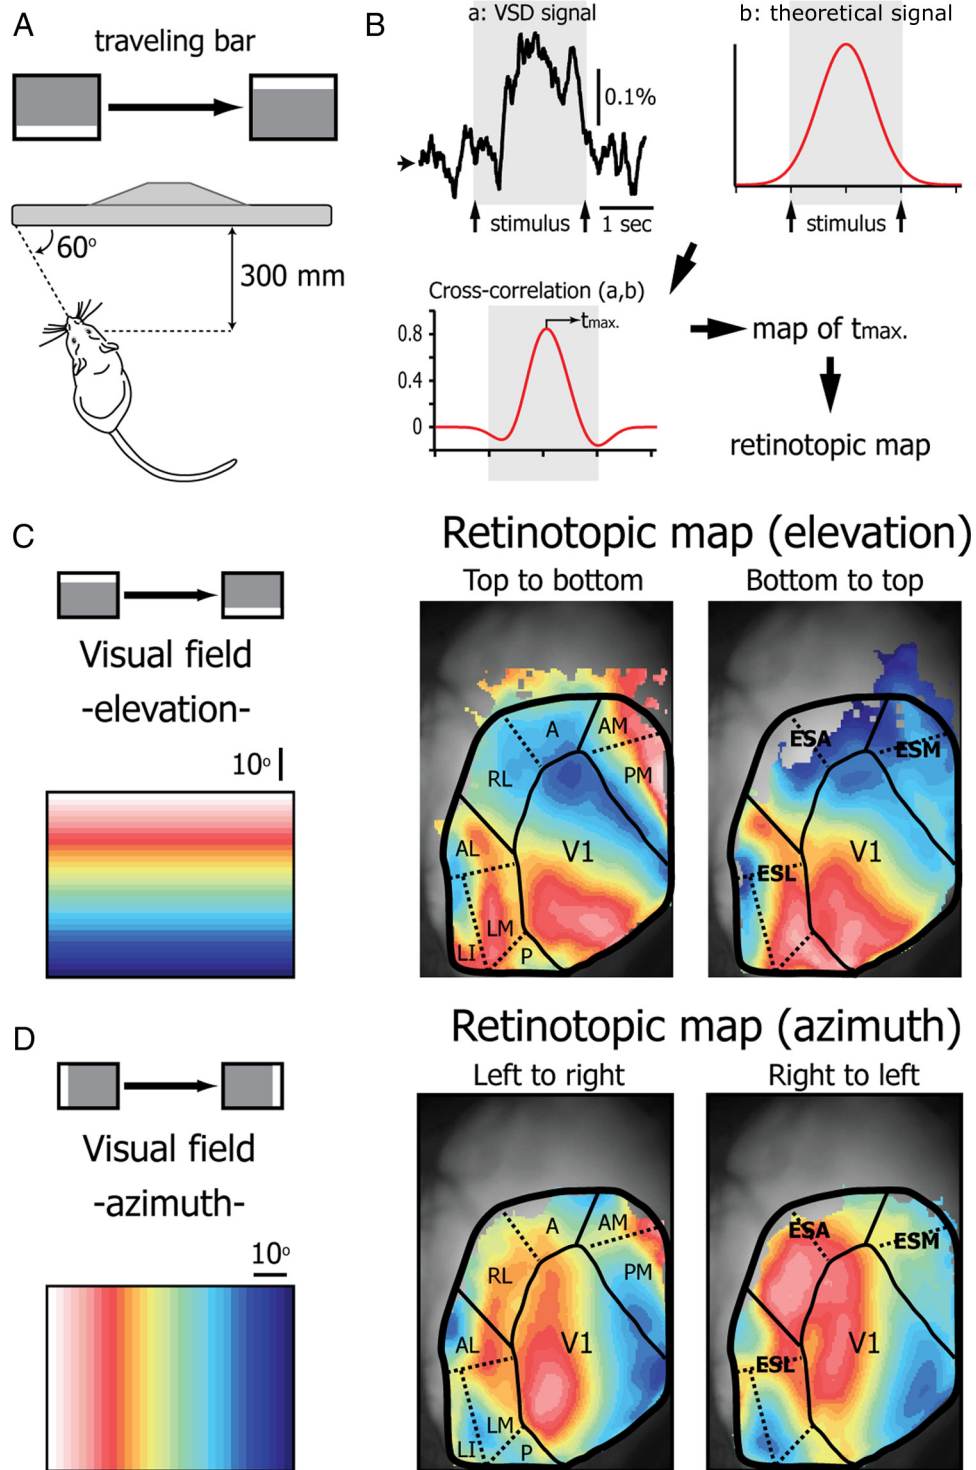 A
traveling bar
60°
300 mm
B
a: VSD signal
0.1%
stimulus
1 sec
b: theoretical signal
stimulus
Cross-correlation (a,b)
tmax.
0.8
0.4
0
map of tmax.
retinotopic map
C
Visual field
-elevation-
10°
Retinotopic map (elevation)
Top to bottom
A
AM
RL
PM
AL
V1
LM
LI
P
Bottom to top
ESA
ESM
V1
ESL
D
Visual field
-azimuth-
10°
Retinotopic map (azimuth)
Left to right
A
AM
RL
PM
AL
V1
LM
LI
P
Right to left
ESA
ESM
V1
ESL